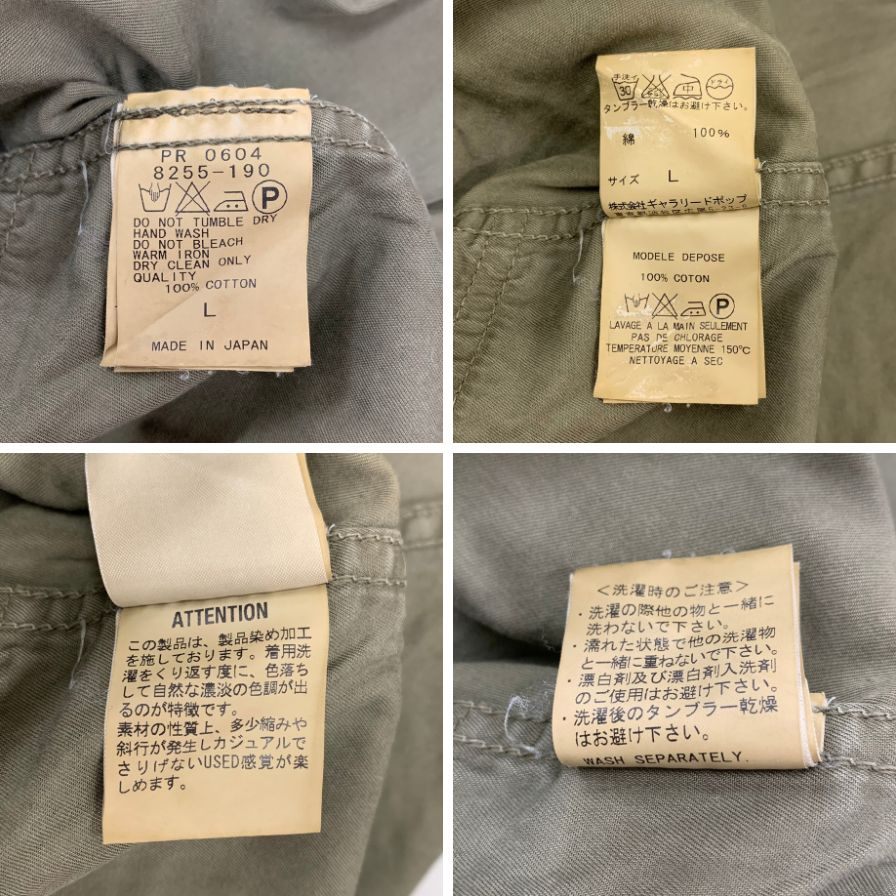 PR 0604
8255-190
P
DO NOT TUMBLE DRY
HAND WASH
DO NOT BLEACH
WARM IRON
DRY CLEAN ONLY
QUALITY
100% COTTON
L
MADE IN JAPAN
手洗イ
30
中
ドライ
タンブラー乾燥はお避け下さい。
綿 100%
サイズ L
株式会社ギャラリードポップ
MODELE DEPOSE
100% COTON
P
LAVAGE A LA MAIN SEULEMENT
PAS DE CHLORAGE
TEMPERATURE MOYENNE 150℃
NETTOYAGE A SEC
ATTENTION
この製品は、製品染め加工
を施しております。着用洗
濯をくり返す度に、色落ち
して自然な濃淡の色調が出
るのが特徴です。
素材の性質上、多少縮みや
斜行が発生しカジュアルで
さりげないUSED感覚が楽
しめます。
＜洗濯時のご注意＞
・洗濯の際他の物と一緒に
洗わないで下さい。
・濡れた状態で他の洗濯物
と一緒に重ねないで下さい。
・漂白剤及び漂白剤入洗剤
のご使用はお避け下さい。
・洗濯後のタンブラー乾燥
はお避け下さい。
WASH SEPARATELY.